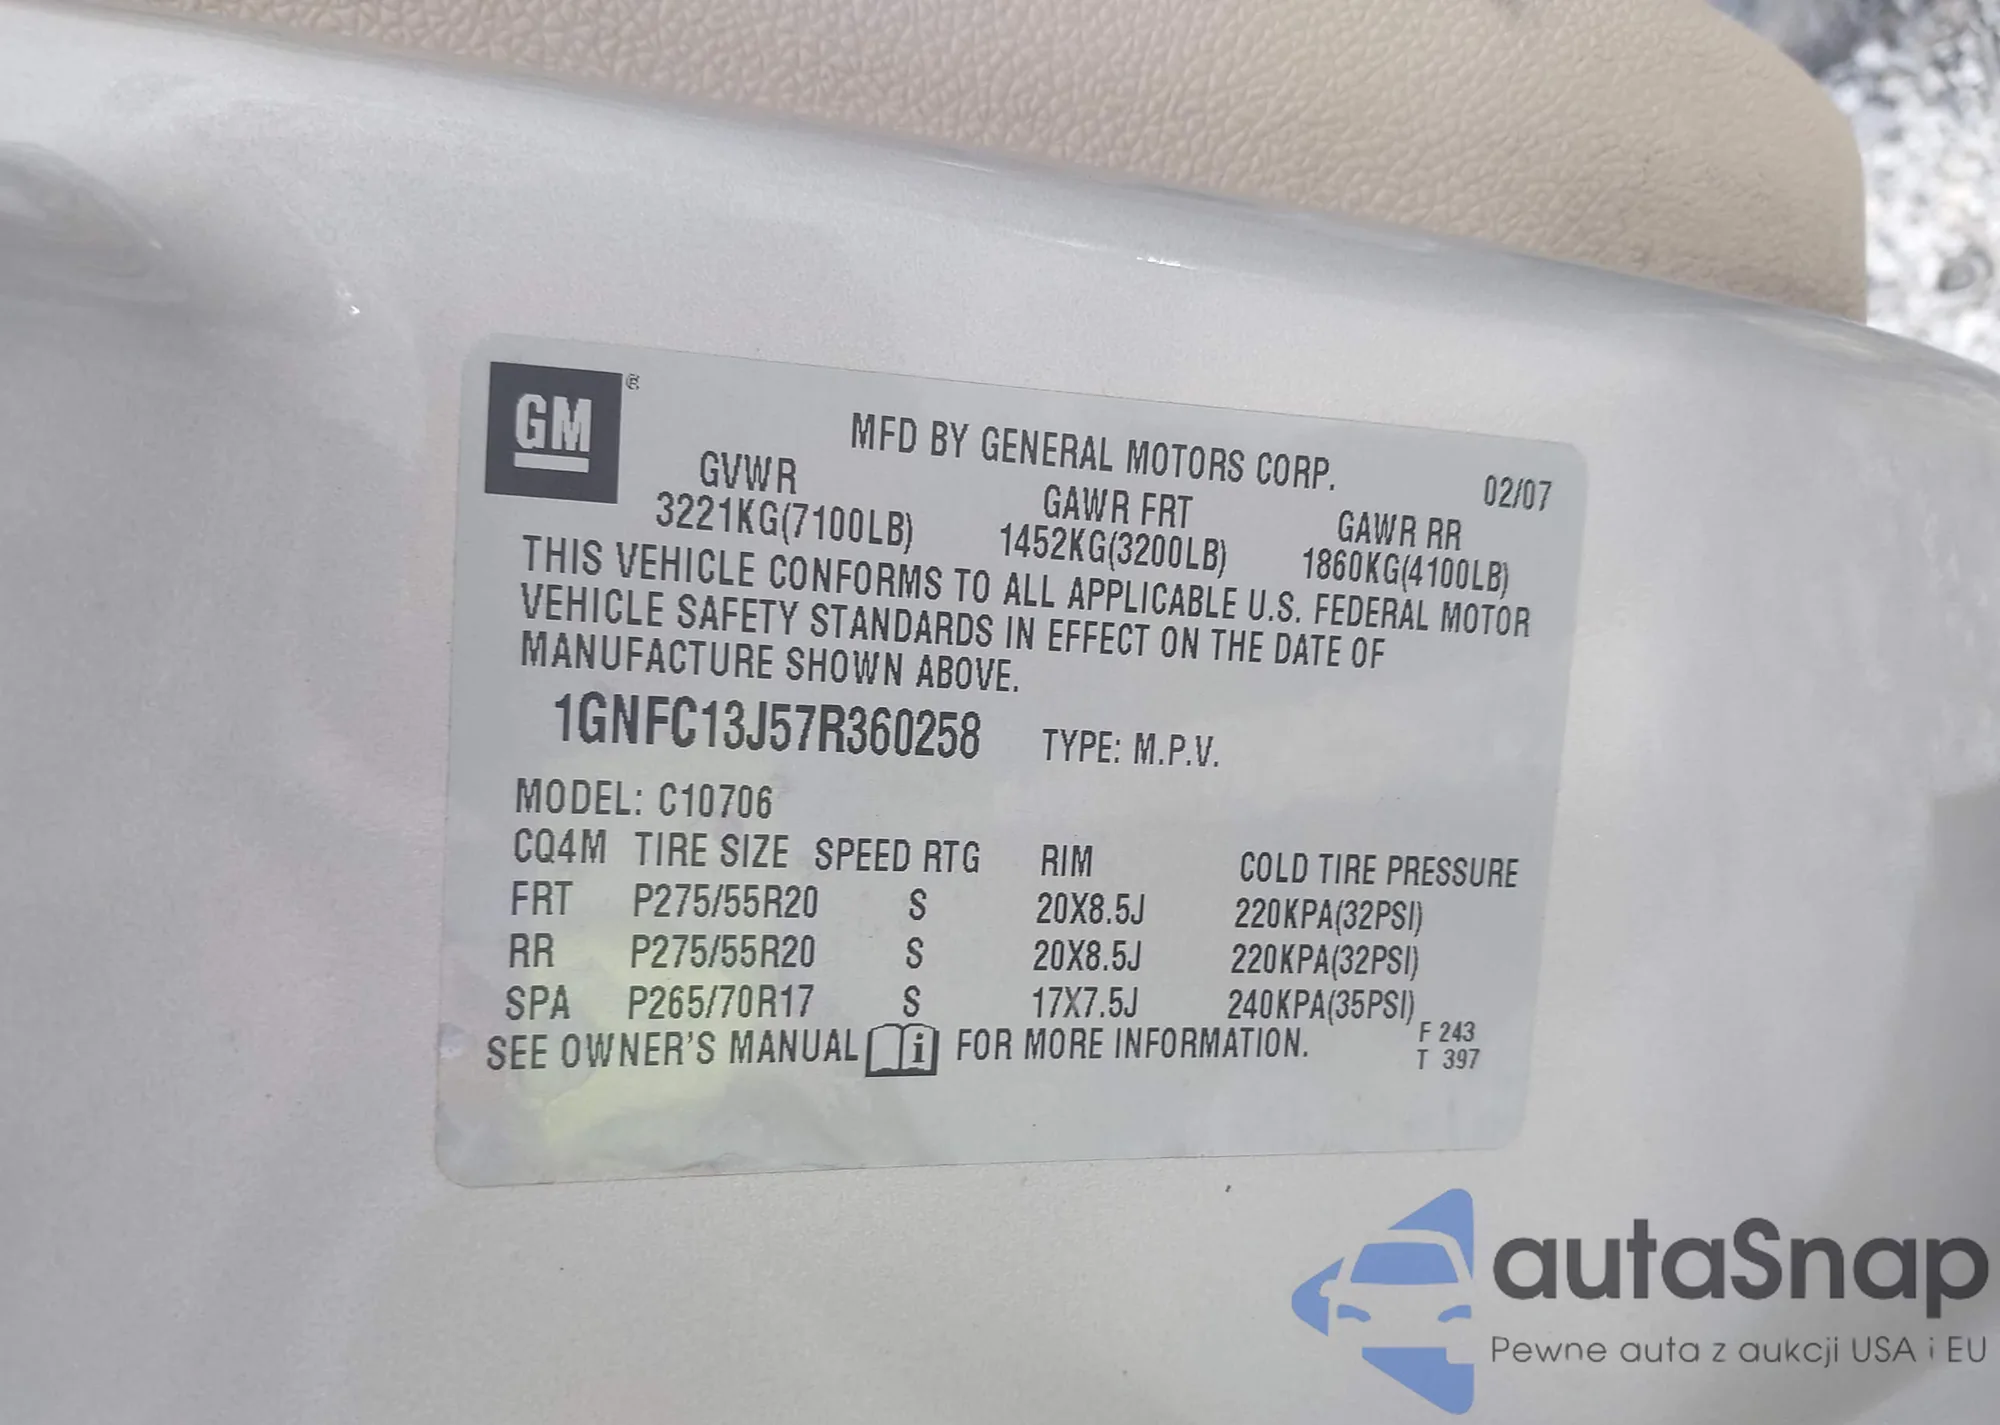 GM®
MFD BY GENERAL MOTORS CORP.
02/07
GVWR GAWR FRT GAWR RR
3221KG(7100LB) 1452KG(3200LB) 1860KG(4100LB)
THIS VEHICLE CONFORMS TO ALL APPLICABLE U.S. FEDERAL MOTOR
VEHICLE SAFETY STANDARDS IN EFFECT ON THE DATE OF
MANUFACTURE SHOWN ABOVE.
1GNFC13J57R360258 TYPE: M.P.V.
MODEL: C10706
CQ4M TIRE SIZE SPEED RTG RIM COLD TIRE PRESSURE
FRT P275/55R20 S 20X8.5J 220KPA(32PSI)
RR P275/55R20 S 20X8.5J 220KPA(32PSI)
SPA P265/70R17 S 17X7.5J 240KPA(35PSI)
SEE OWNER'S MANUAL i FOR MORE INFORMATION.
F 243
T 397
autaSnap
Pewne auta z aukcji USA i EU